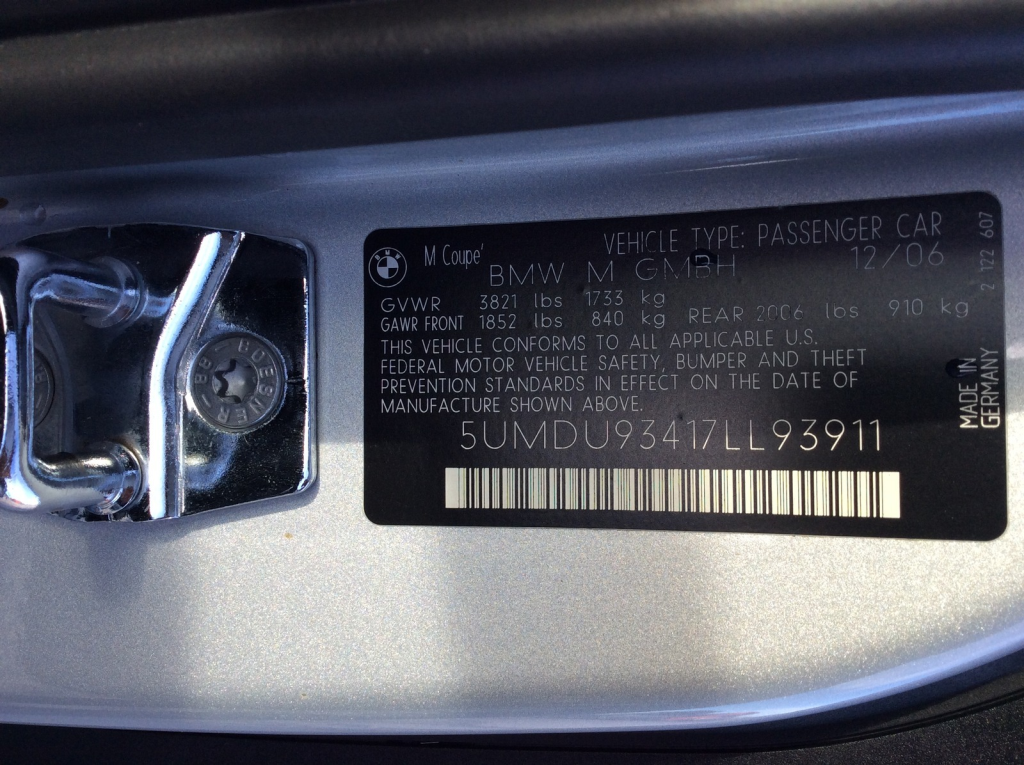 BMW
M Coupe'
VEHICLE TYPE: PASSENGER CAR
BMW M GMBH 12/06
GVWR 3821 lbs 1733 kg
GAWR FRONT 1852 lbs 840 kg REAR 2006 lbs 910 kg
THIS VEHICLE CONFORMS TO ALL APPLICABLE U.S.
FEDERAL MOTOR VEHICLE SAFETY, BUMPER AND THEFT
PREVENTION STANDARDS IN EFFECT ON THE DATE OF
MANUFACTURE SHOWN ABOVE.
5UMDU93417LL93911
MADE IN
GERMANY
2 122 607
BOESNER